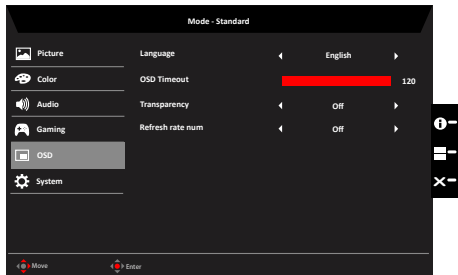 Mode - Standard
Picture
Language
English
Color
OSD Timeout
120
Audio
Transparency
Off
Gaming
Refresh rate num
Off
OSD
System
Move
Enter